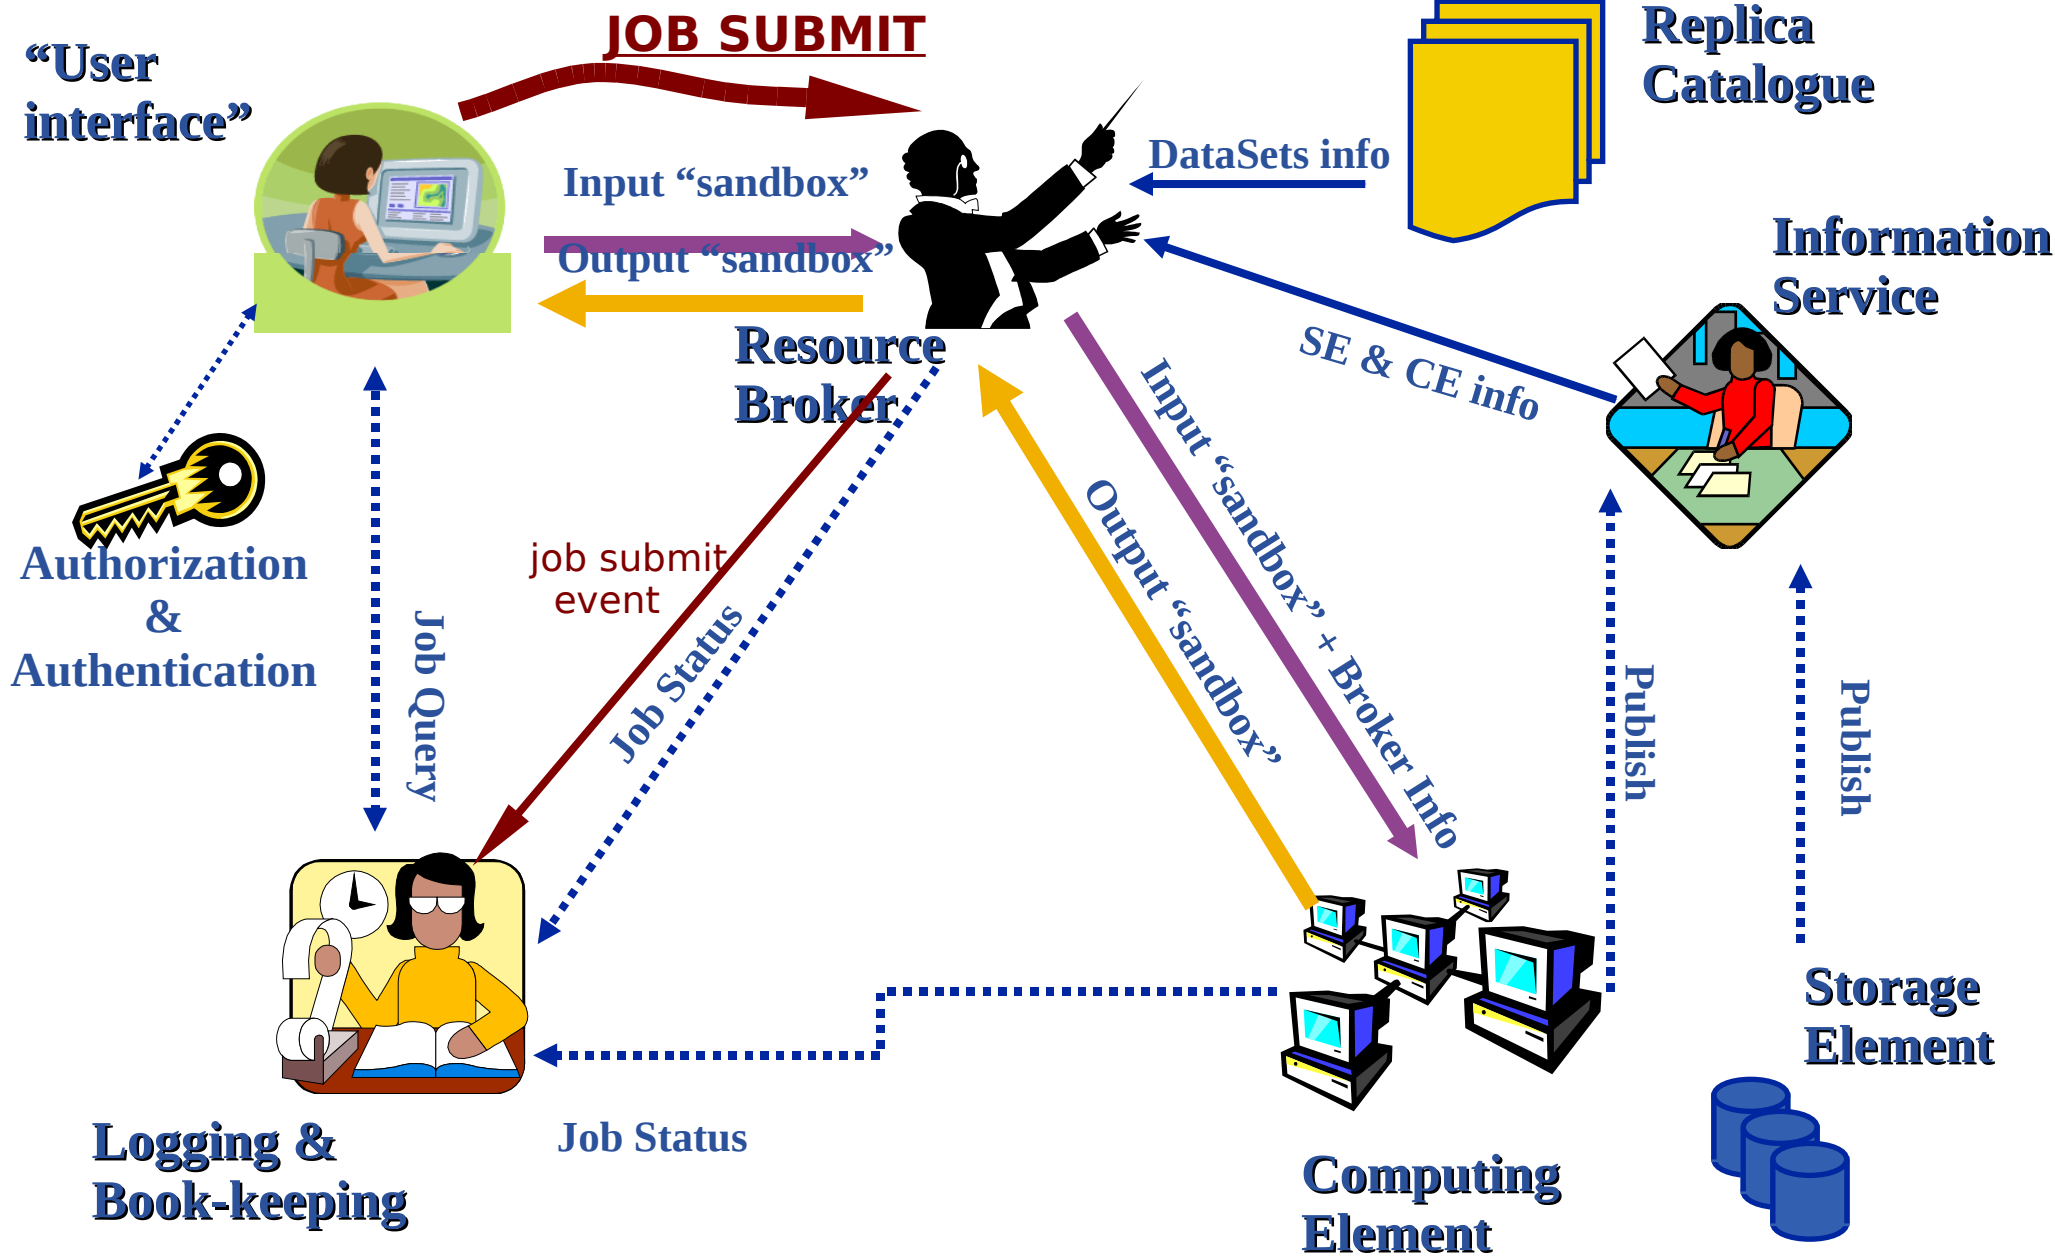 JOB SUBMIT
“User
interface”
Replica
Catalogue
DataSets info
Input “sandbox”
Output “sandbox”
Information
Service
Resource
Broker
SE & CE info
Input “sandbox” + Broker Info
Output “sandbox”
job submit
event
Authorization
&
Authentication
Job Query
Job Status
Publish
Publish
Storage
Element
Logging &
Book-keeping
Job Status
Computing
Element